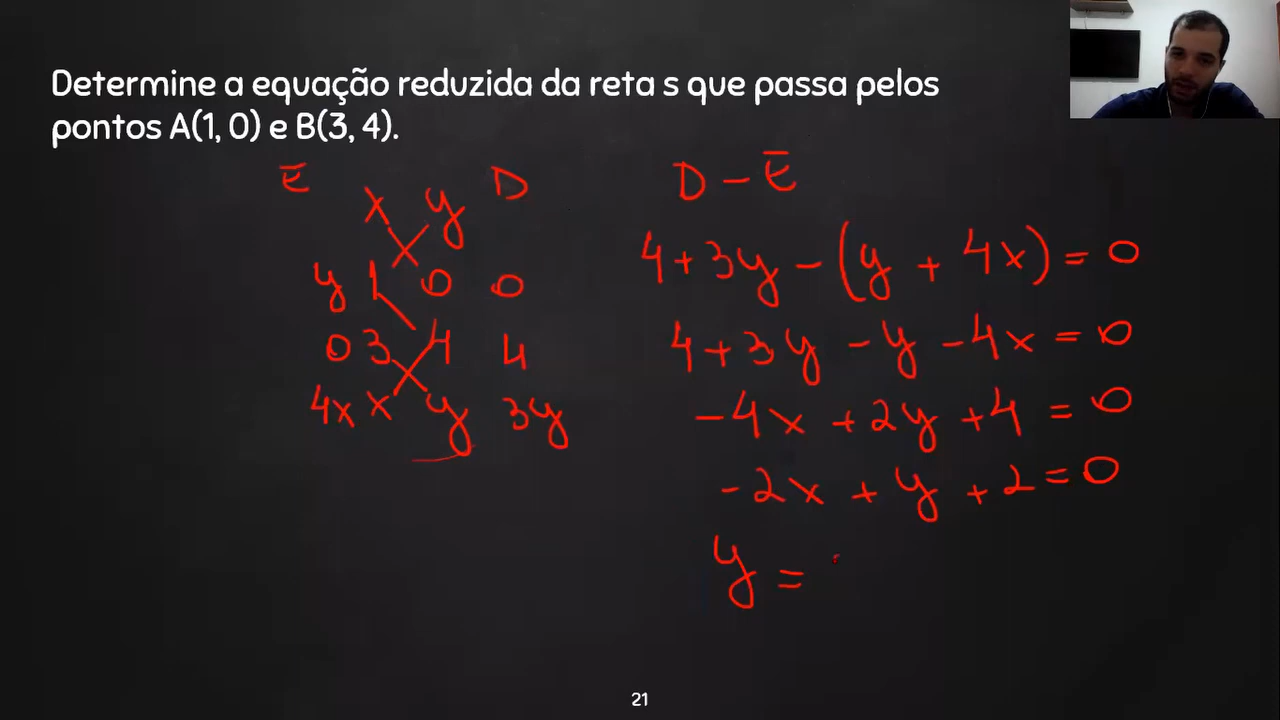 Determine a equação reduzida da reta s que passa pelos
pontos A(1, 0) e B(3, 4).
E x y D
y 1 0 0
0 3 4 4
4x x y 3y
D - E
4 + 3y - (y + 4x) = 0
4 + 3y - y - 4x = 0
-4x + 2y + 4 = 0
-2x + y + 2 = 0
y =
21